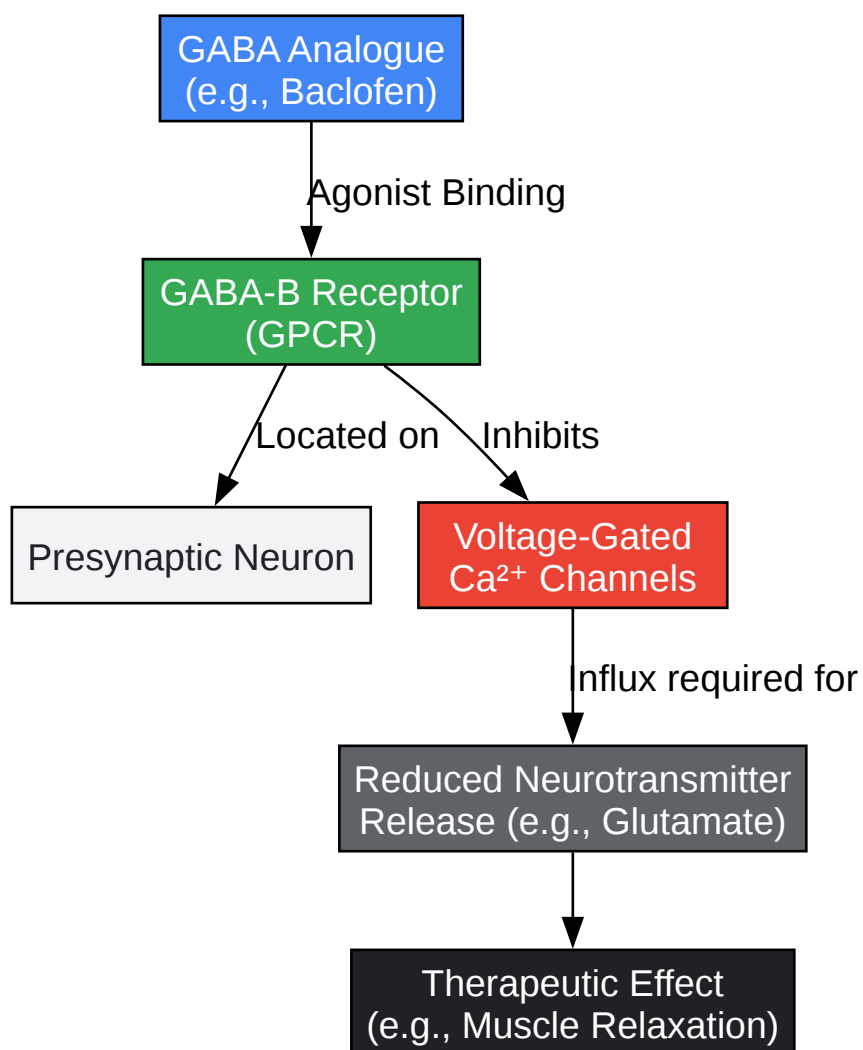 GABA Analogue
(e.g., Baclofen)
Agonist Binding
GABA-B Receptor
(GPCR)
Located on
Inhibits
Presynaptic Neuron
Voltage-Gated
Ca²⁺ Channels
Influx required for
Reduced Neurotransmitter
Release (e.g., Glutamate)
Therapeutic Effect
(e.g., Muscle Relaxation)